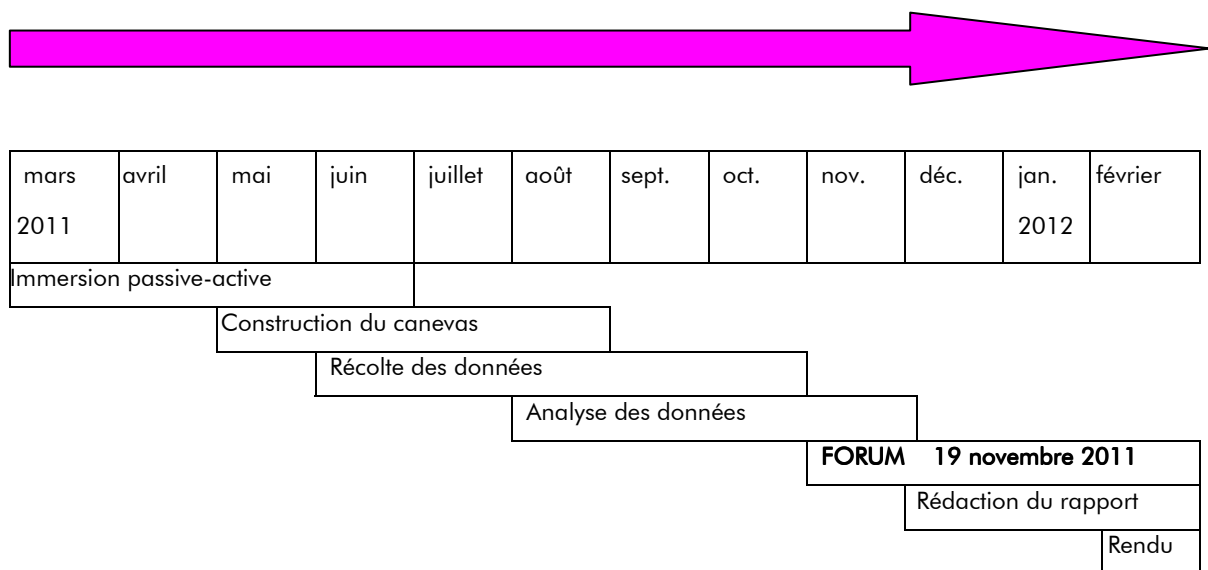 mars avril mai juin juillet août sept. oct. nov. déc. jan. février
2011 2012
Immersion passive-active
Construction du canevas
Récolte des données
Analyse des données
FORUM 19 novembre 2011
Rédaction du rapport
Rendu